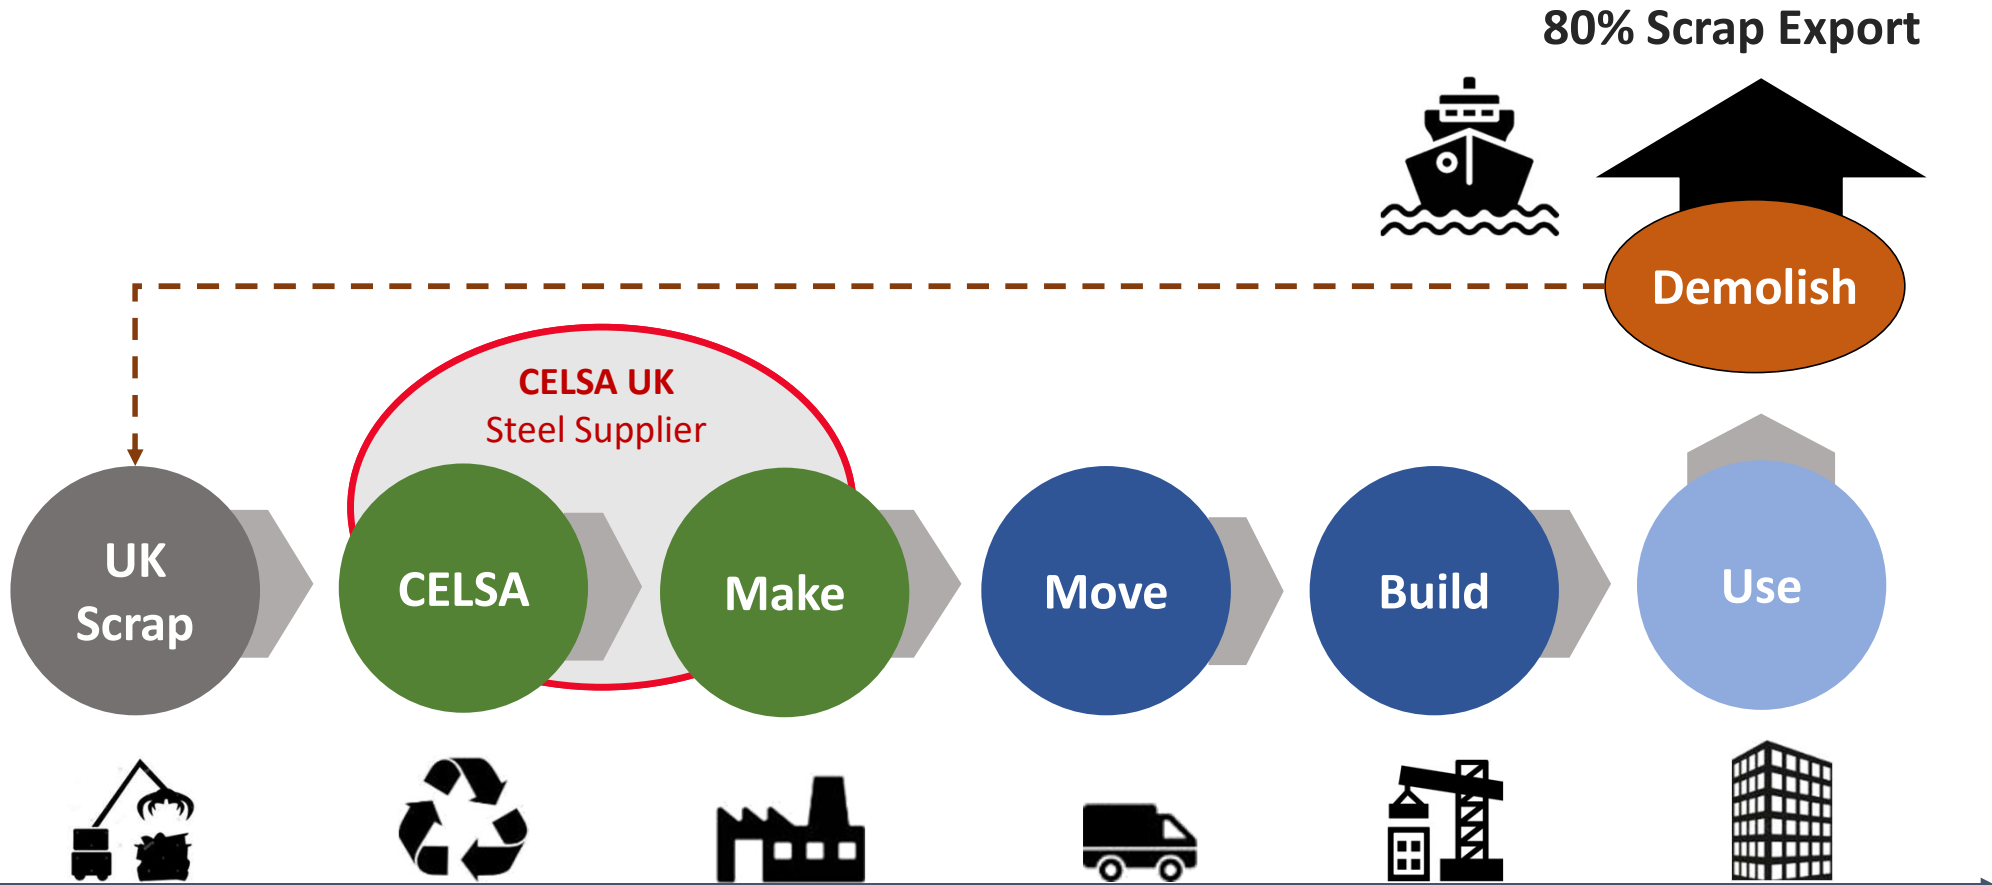 80% Scrap Export
Demolish
CELSA UK
Steel Supplier
UK
Scrap
CELSA
Make
Move
Build
Use